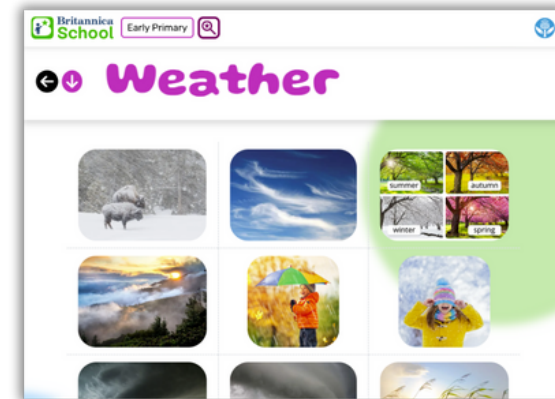 Britannica
School
Early Primary
Weather
summer autumn
winter spring